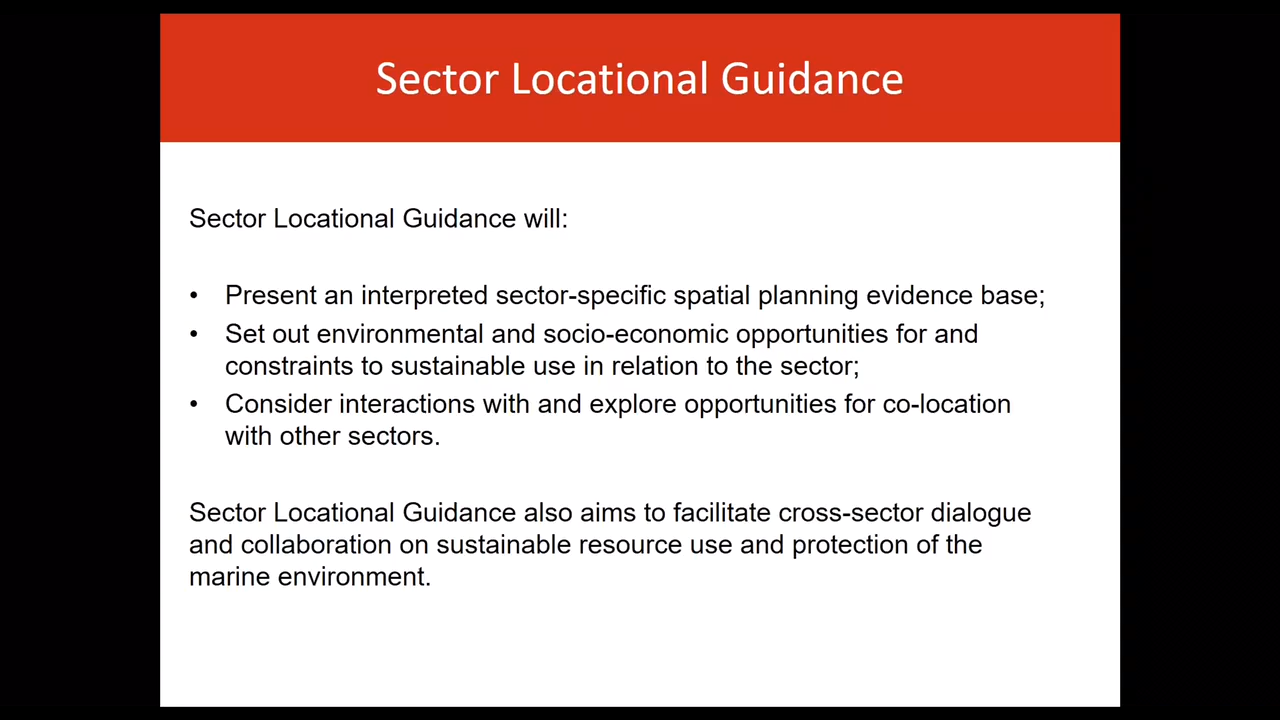 Sector Locational Guidance
Sector Locational Guidance will:
• Present an interpreted sector-specific spatial planning evidence base;
• Set out environmental and socio-economic opportunities for and
constraints to sustainable use in relation to the sector;
• Consider interactions with and explore opportunities for co-location
with other sectors.
Sector Locational Guidance also aims to facilitate cross-sector dialogue
and collaboration on sustainable resource use and protection of the
marine environment.